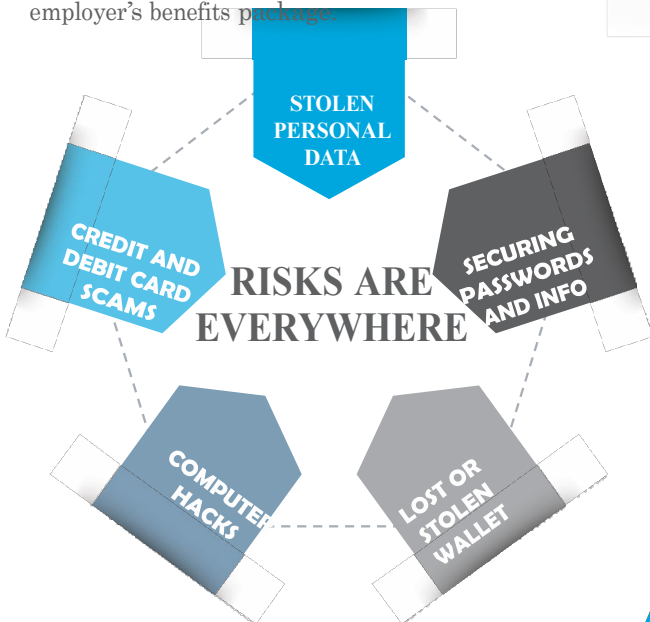 employer’s benefits package.
STOLEN
PERSONAL
DATA
CREDIT AND
DEBIT CARD
SCAMS
SECURING
PASSWORDS
AND INFO
RISKS ARE
EVERYWHERE
COMPUTER
HACKS
LOST OR
STOLEN
WALLET